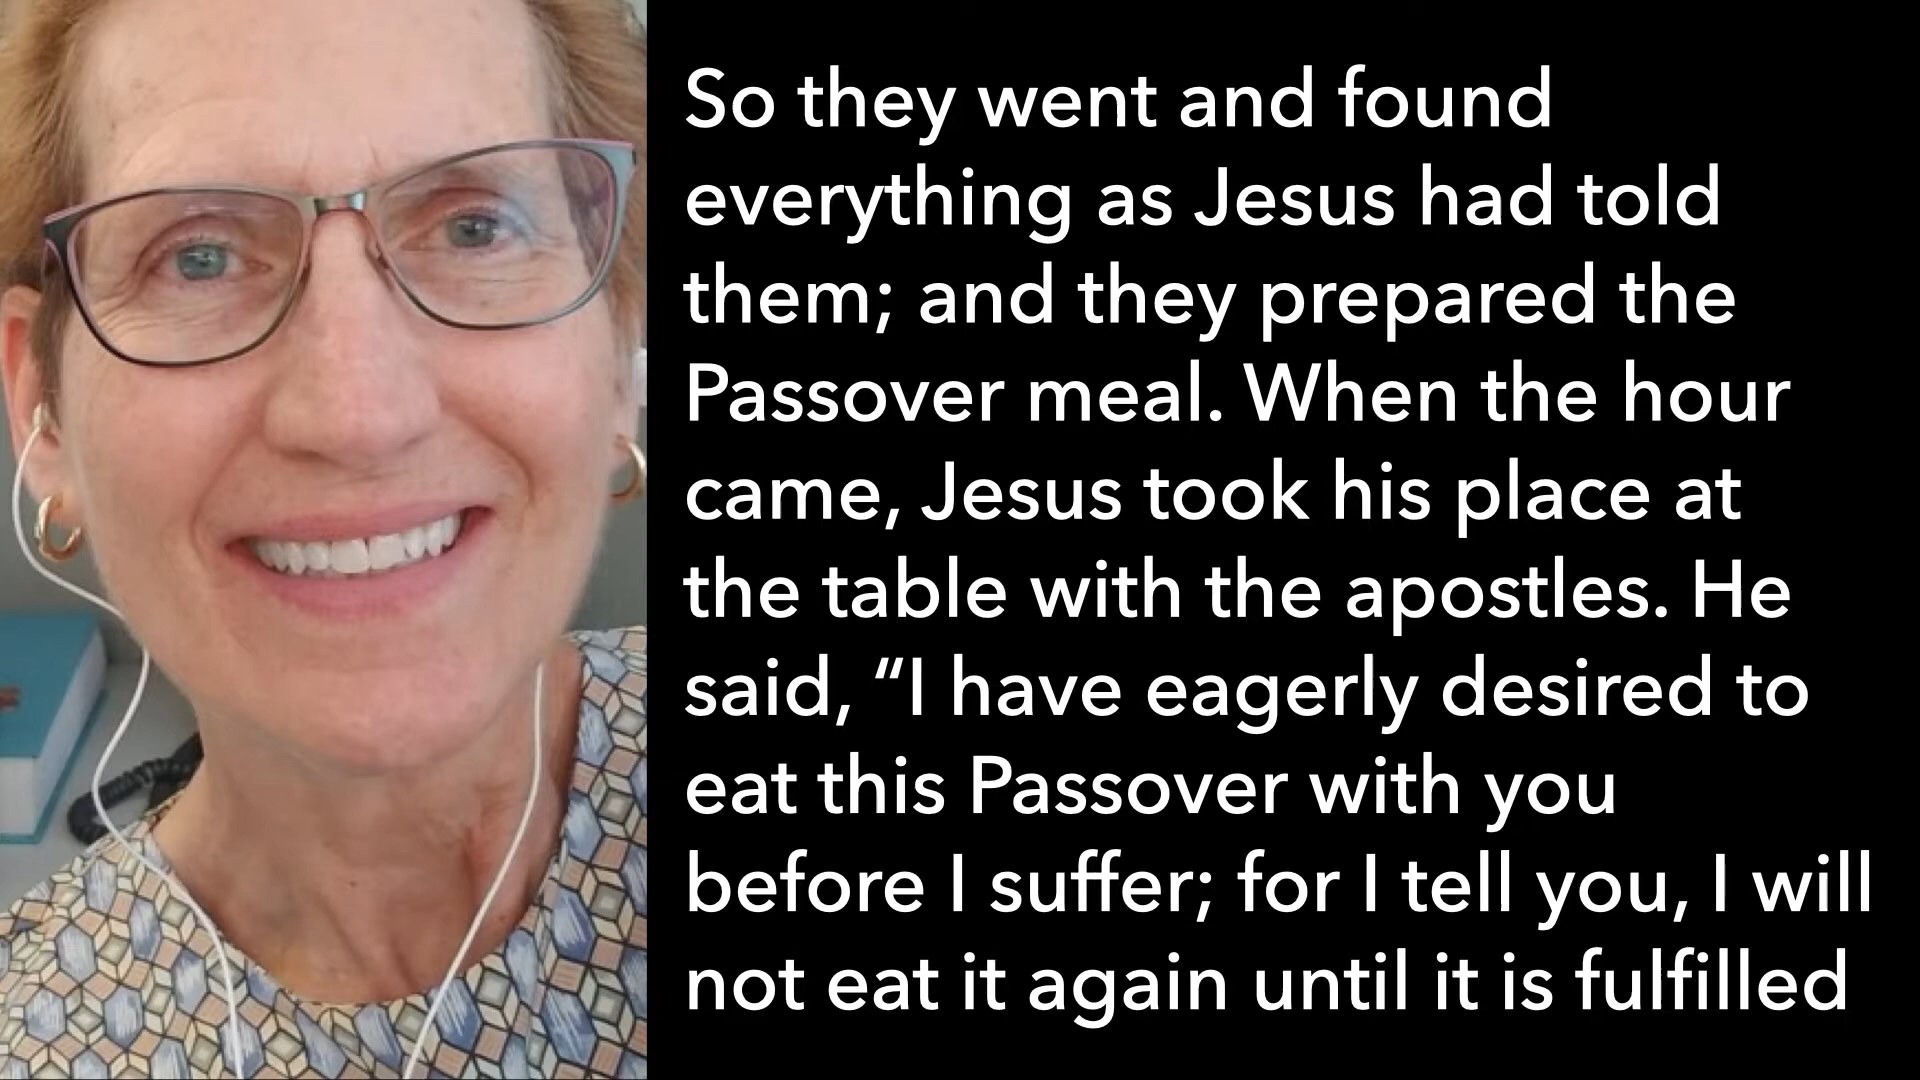 So they went and found
everything as Jesus had told
them; and they prepared the
Passover meal. When the hour
came, Jesus took his place at
the table with the apostles. He
said, “I have eagerly desired to
eat this Passover with you
before I suffer; for I tell you, I will
not eat it again until it is fulfilled